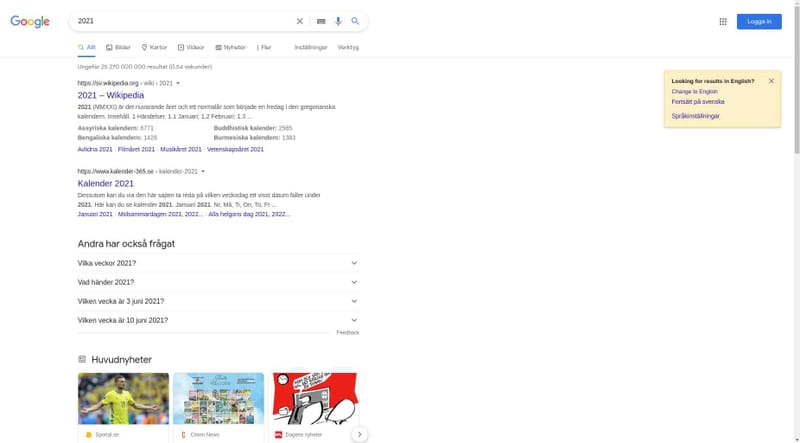 Google
2021
Logga in
Allt
Bilder
Kartor
Videor
Nyheter
Fler
Inställningar
Verktyg
Ungefär 25 270 000 000 resultat (0,54 sekunder)
https://sv.wikipedia.org › wiki › 2021
2021 – Wikipedia
2021 (MMXXI) är det nuvarande året och ett normalår som började en fredag i den gregorianska
kalendern. Innehåll. 1 Händelser. 1.1 Januari; 1.2 Februari; 1.3 ...
Assyriska kalendern: 6771
Buddhistisk kalender: 2565
Bengaliska kalendern: 1428
Burmesiska kalendern: 1383
Avlidna 2021 · Filmåret 2021 · Musikåret 2021 · Vetenskapsåret 2021
https://www.kalender-365.se › kalender-2021
Kalender 2021
Dessutom kan du via den här sajten ta reda på vilken veckodag ett visst datum faller under
2021. Här kan du se kalender 2021. Januari 2021. Nr, Må, Ti, On, To, Fr ...
Januari 2021 · Midsommardagen 2021, 2022... · Alla helgons dag 2021, 2022...
Andra har också frågat
Vilka veckor 2021?
Vad händer 2021?
Vilken vecka är 3 juni 2021?
Vilken vecka är 10 juni 2021?
Feedback
Huvudnyheter
Sportal.se
Cision News
Dagens nyheter
Looking for results in English?
Change to English
Fortsätt på svenska
Språkinställningar